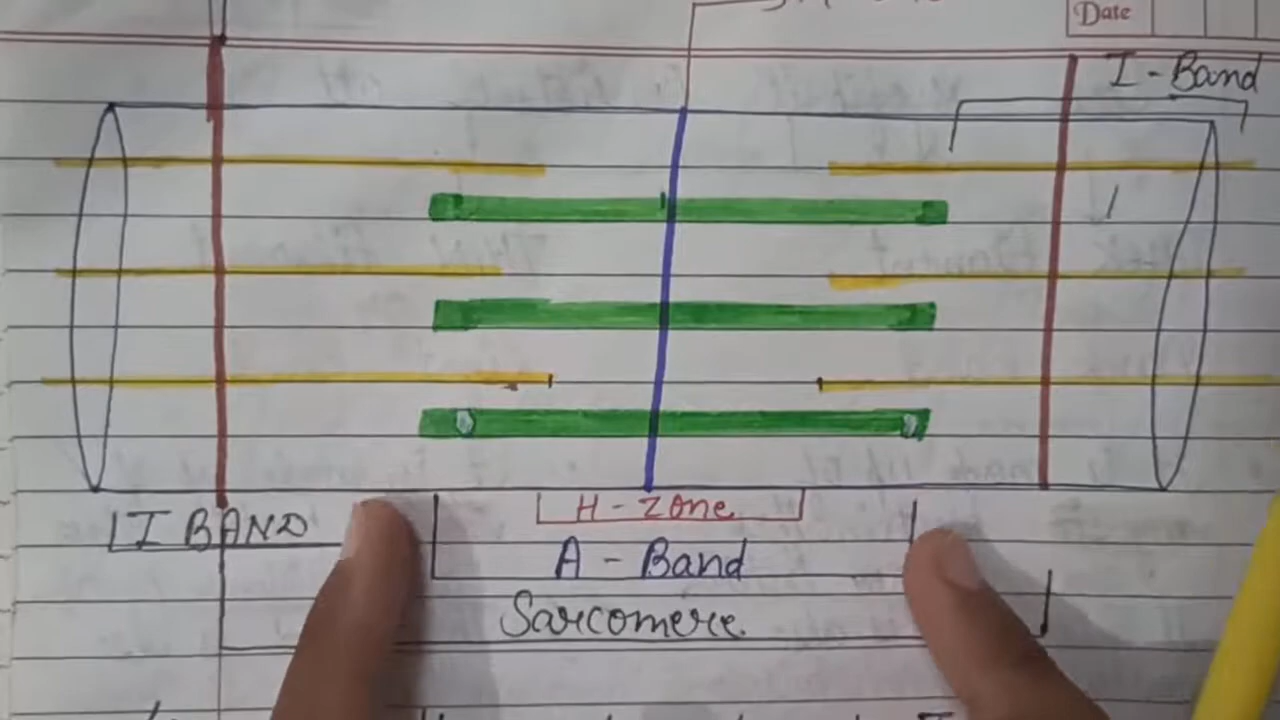 Date
I - Band
H - Zone
I BAND
A - Band
Sarcomere